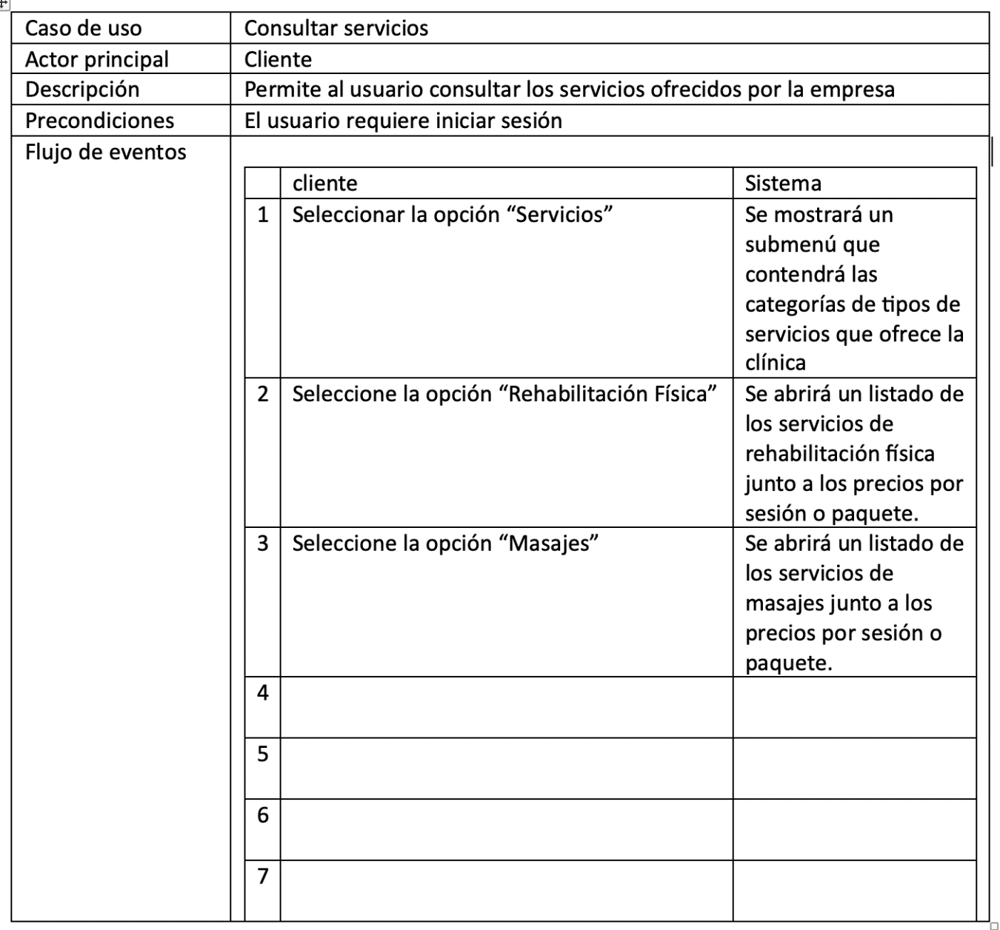 Caso de uso
Consultar servicios
Actor principal
Cliente
Descripción
Permite al usuario consultar los servicios ofrecidos por la empresa
Precondiciones
El usuario requiere iniciar sesión
Flujo de eventos
cliente
Sistema
1
Seleccionar la opción “Servicios”
Se mostrará un
submenú que
contendrá las
categorías de tipos de
servicios que ofrece la
clínica
2
Seleccione la opción “Rehabilitación Física”
Se abrirá un listado de
los servicios de
rehabilitación física
junto a los precios por
sesión o paquete.
3
Seleccione la opción “Masajes”
Se abrirá un listado de
los servicios de
masajes junto a los
precios por sesión o
paquete.
4
5
6
7